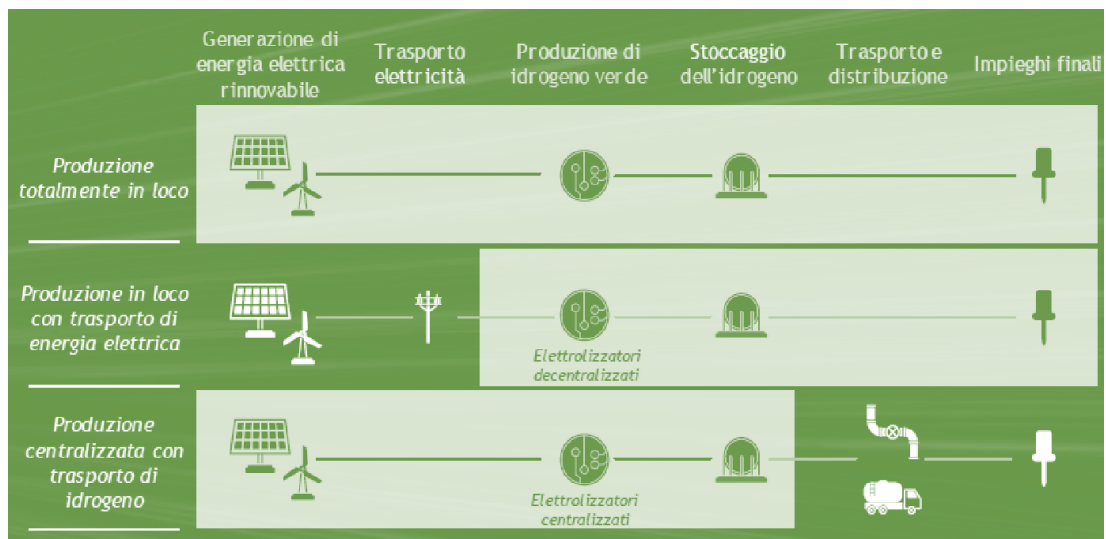 Generazione di
energia elettrica
rinnovabile
Trasporto
elettricità
Produzione di
idrogeno verde
Stoccaggio
dell'idrogeno
Trasporto e
distribuzione
Impieghi finali
Produzione
totalmente in loco
Produzione in loco
con trasporto di
energia elettrica
Elettrolizzatori
decentralizzati
Produzione
centralizzata con
trasporto di
idrogeno
Elettrolizzatori
centralizzati